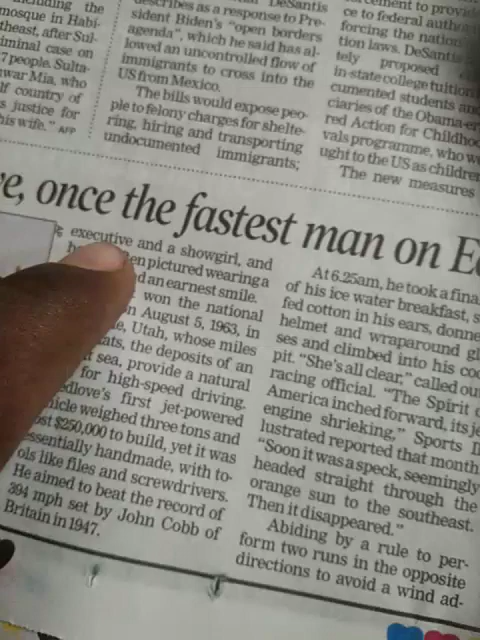 including the
mosque in Habi-
theast, after Sul-
iminal case on
7 people. Sulta-
nwar Mia, who
lf country of
s justice for
his wife." AFP
describes as a response to Pre-
sident Biden's "open borders
agenda", which he said has al-
lowed an uncontrolled flow of
immigrants to cross into the
US from Mexico.
The bills would expose peo-
ple to felony charges for shelte-
ring, hiring and transporting
undocumented immigrants;
to provide
ce to federal
forcing the nation
tion laws. DeSantis
tely proposed
in-state college tuition
cumented students
ciaries of the Obama-er
red Action for Childho
vals programme, who w
ught to the US as children
The new measures
e, once the fastest man on E
executive and a showgirl, and
en pictured wearing a
d an earnest smile.
won the national
n August 5, 1963, in
e, Utah, whose miles
ats, the deposits of an
sea, provide a natural
for high-speed driving.
edlove's first jet-powered
hicle weighed three tons and
ost $250,000 to build, yet it was
essentially handmade, with to-
ols like files and screwdrivers.
He aimed to beat the record of
394 mph set by John Cobb of
Britain in 1947.
At 6.25am, he took a fina
of his ice water breakfast, s
fed cotton in his ears, donne
helmet and wraparound gl
ses and climbed into his coc
pit. "She's all clear," called ou
racing official. "The Spirit o
America inched forward, its je
engine shrieking," Sports Il
lustrated reported that month
"Soon it was a speck, seemingly
headed straight through the
orange sun to the southeast.
Then it disappeared."
Abiding by a rule to per-
form two runs in the opposite
directions to avoid a wind ad-